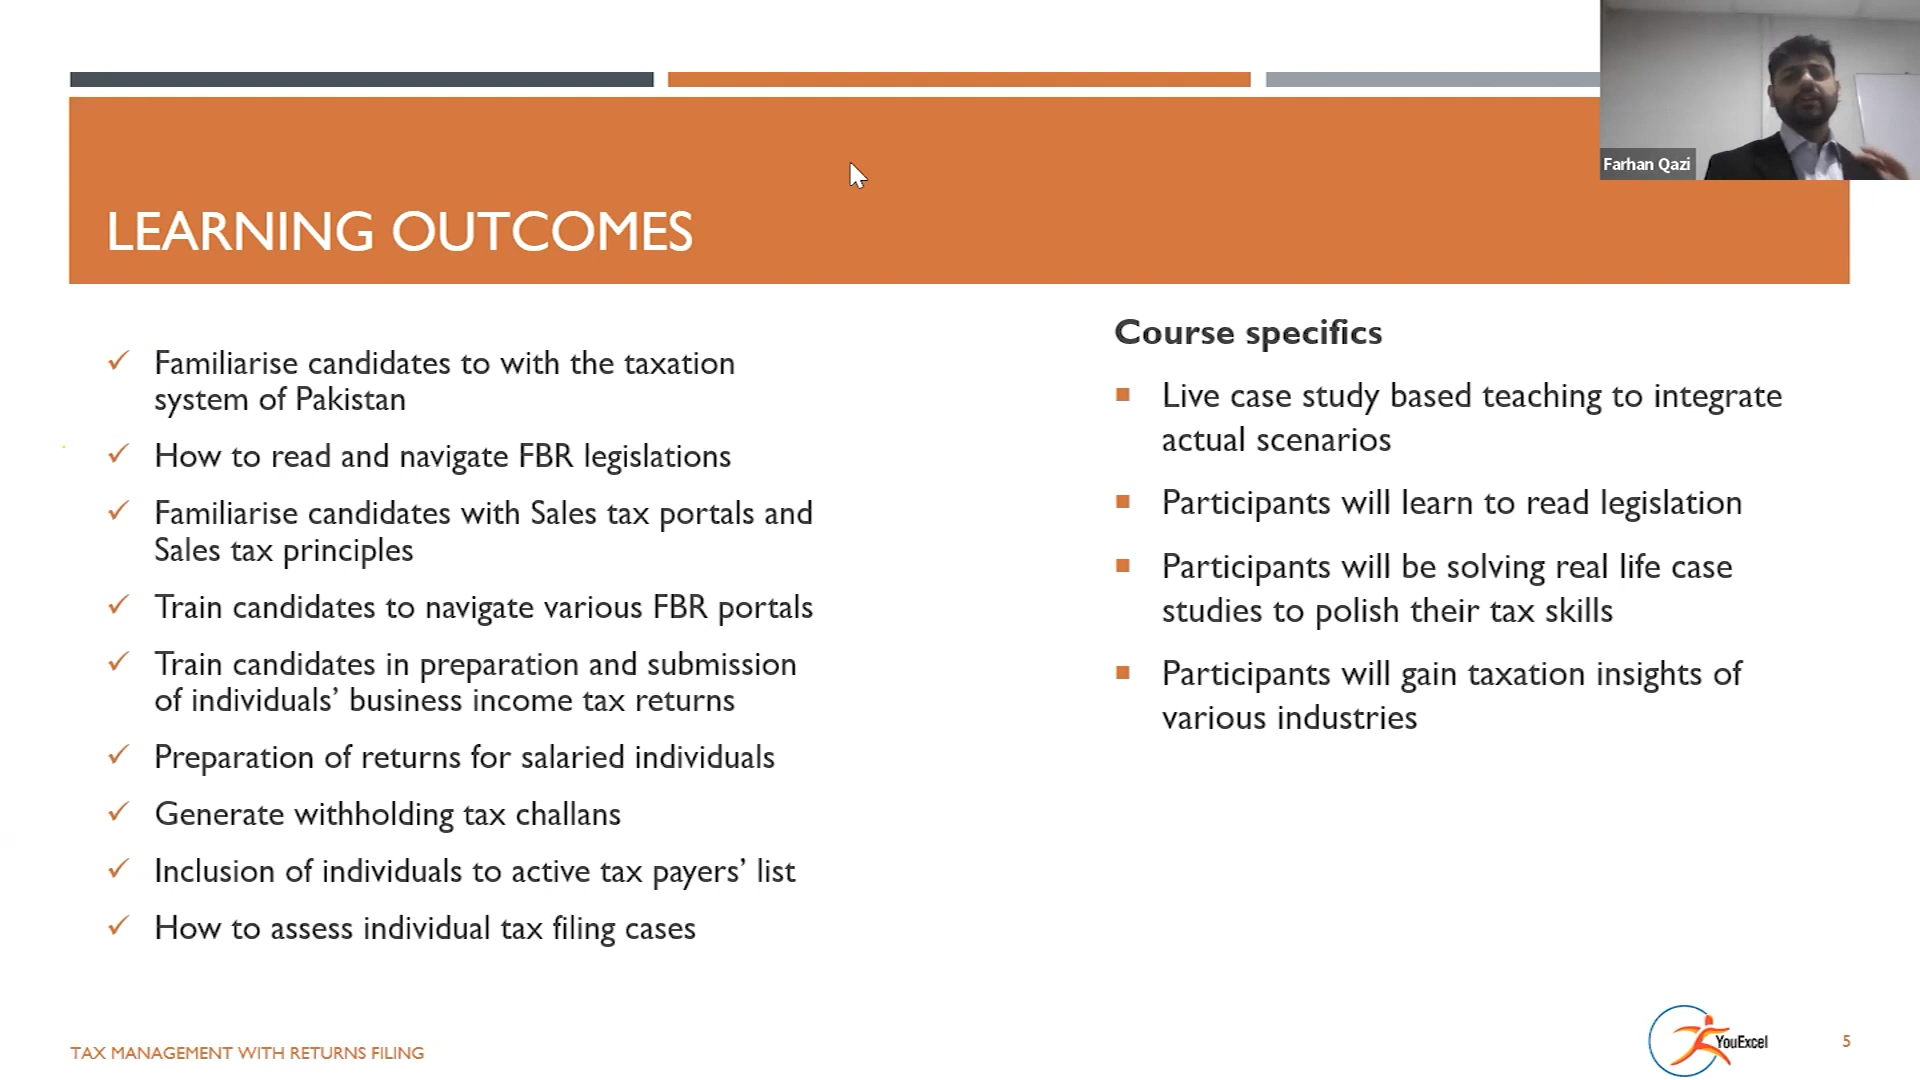 Farhan Qazi
LEARNING OUTCOMES
Familiarise candidates to with the taxation
system of Pakistan
How to read and navigate FBR legislations
Familiarise candidates with Sales tax portals and
Sales tax principles
Train candidates to navigate various FBR portals
Train candidates in preparation and submission
of individuals’ business income tax returns
Preparation of returns for salaried individuals
Generate withholding tax challans
Inclusion of individuals to active tax payers’ list
How to assess individual tax filing cases
Course specifics
Live case study based teaching to integrate
actual scenarios
Participants will learn to read legislation
Participants will be solving real life case
studies to polish their tax skills
Participants will gain taxation insights of
various industries
TAX MANAGEMENT WITH RETURNS FILING
YouExcel
5